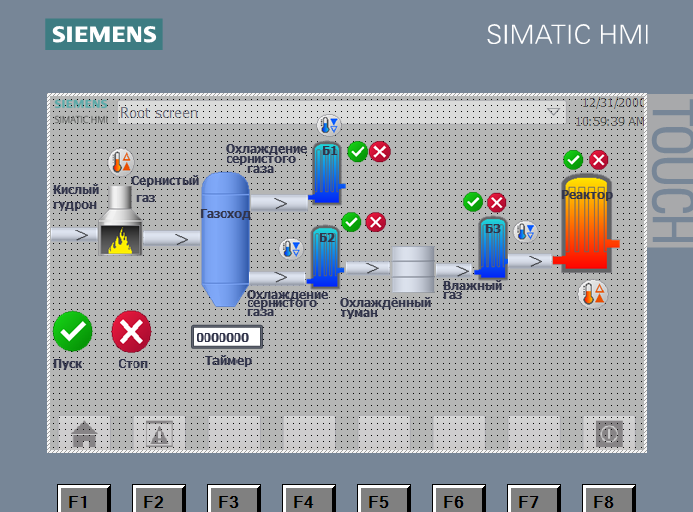 SIEMENS
SIMATIC HMI
TOUCH
SIEMENS
SIMATIC HMI
Root screen
12/31/2000
10:59:39 AM
Охлаждение
сернистого
газа
Б1
Кислый
гудрон
Сернистый
газ
Газоход
Реактор
Б2
Б3
Охлаждение
сернистого
газа
Охлаждённый
туман
Влажный
газ
0000000
Таймер
Пуск
Стоп
F1
F2
F3
F4
F5
F6
F7
F8